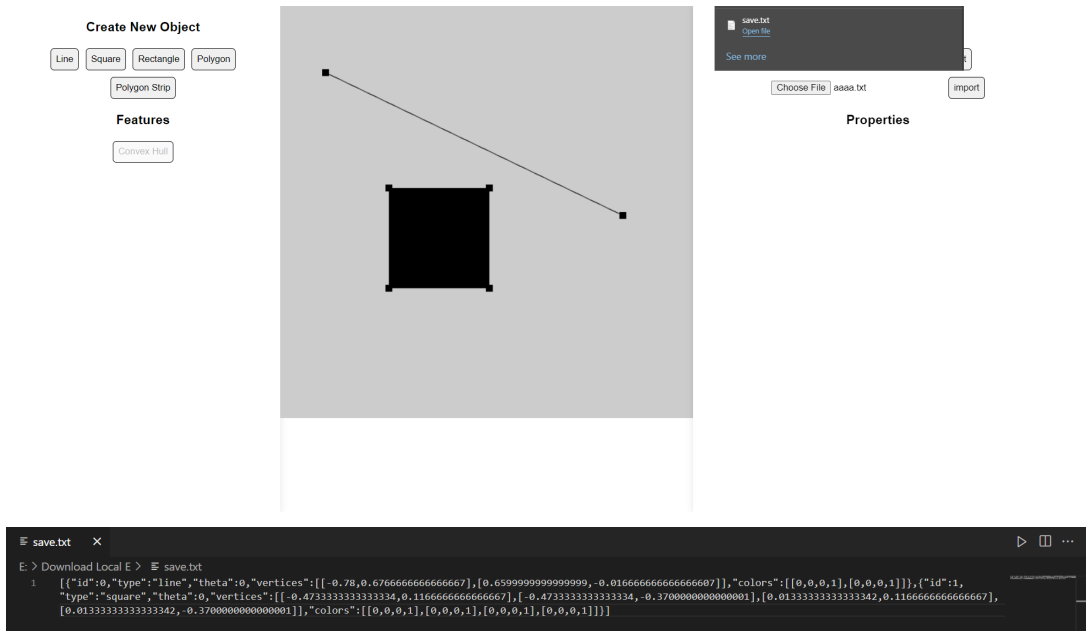 Create New Object
Line Square Rectangle Polygon
Polygon Strip
Features
Convex Hull
save.txt
Open file
See more
t
Choose File aaaa.txt import
Properties
save.txt ×
E: > Download Local E > save.txt
1 [{"id":0,"type":"line","theta":0,"vertices":[[-0.78,0.6766666666666667],[0.6599999999999999,-0.016666666666666607]],"colors":[[0,0,0,1],[0,0,0,1]]},{"id":1,
"type":"square","theta":0,"vertices":[[-0.4733333333333334,0.1166666666666667],[-0.4733333333333334,-0.3700000000000001],[0.01333333333333342,0.1166666666666667],
[0.01333333333333342,-0.3700000000000001]],"colors":[[0,0,0,1],[0,0,0,1],[0,0,0,1],[0,0,0,1]]}]